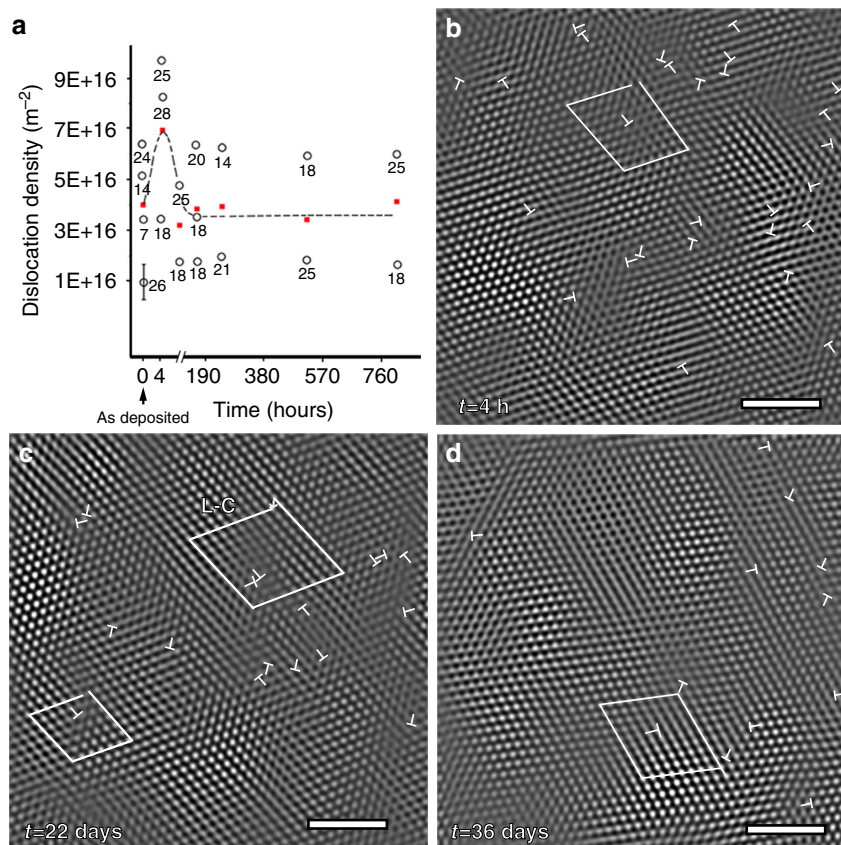 a
Dislocation density (m⁻²)
9E+16
7E+16
5E+16
3E+16
1E+16
25
28
24
14
7
18
26
25
18
20
18
18
14
21
18
25
25
18
0 4 190 380 570 760
As deposited
Time (hours)
b
t=4 h
c
L-C
t=22 days
d
t=36 days